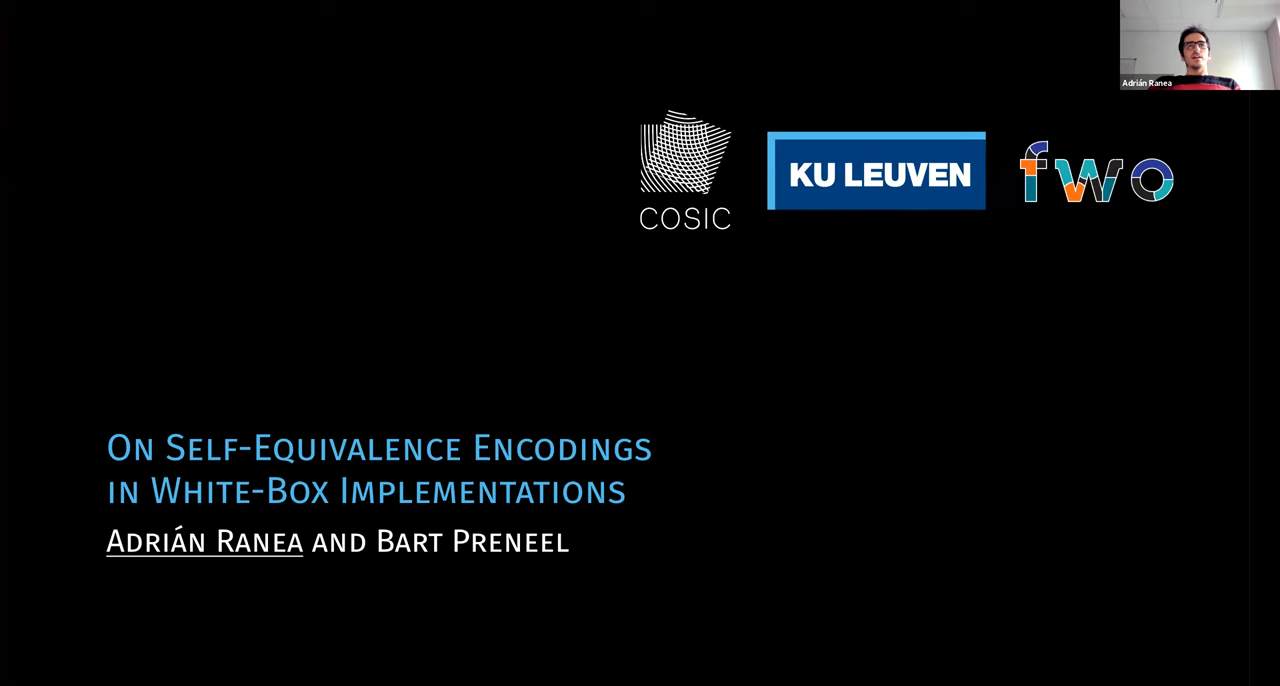 Adrián Ranea
COSIC
KU LEUVEN
fwo
On Self-Equivalence Encodings
in White-Box Implementations
Adrián Ranea and Bart Preneel